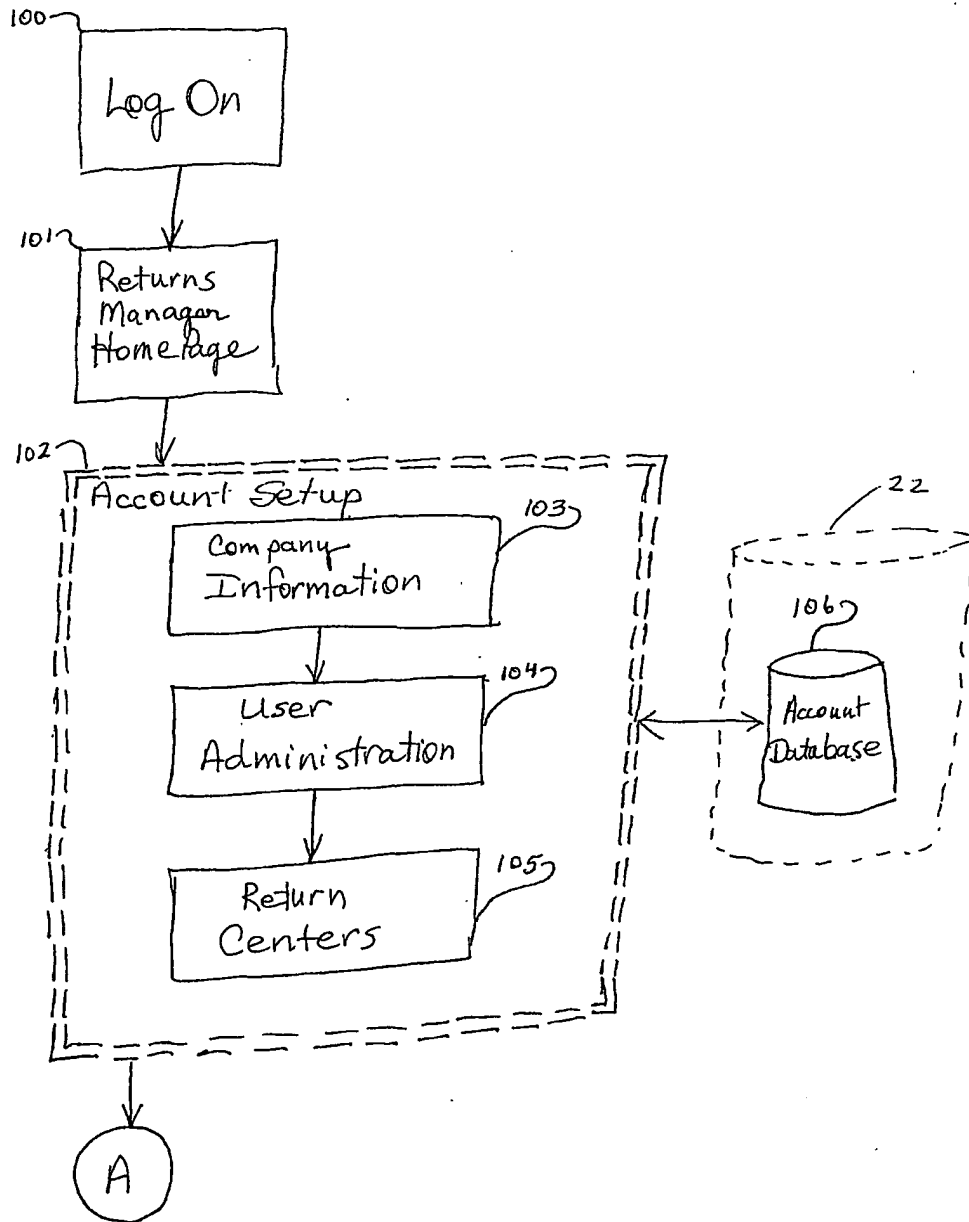 100
Log On
101
Returns
Manager
HomePage
102
Account Setup
103
Company
Information
104
User
Administration
105
Return
Centers
22
106
Account
Database
A